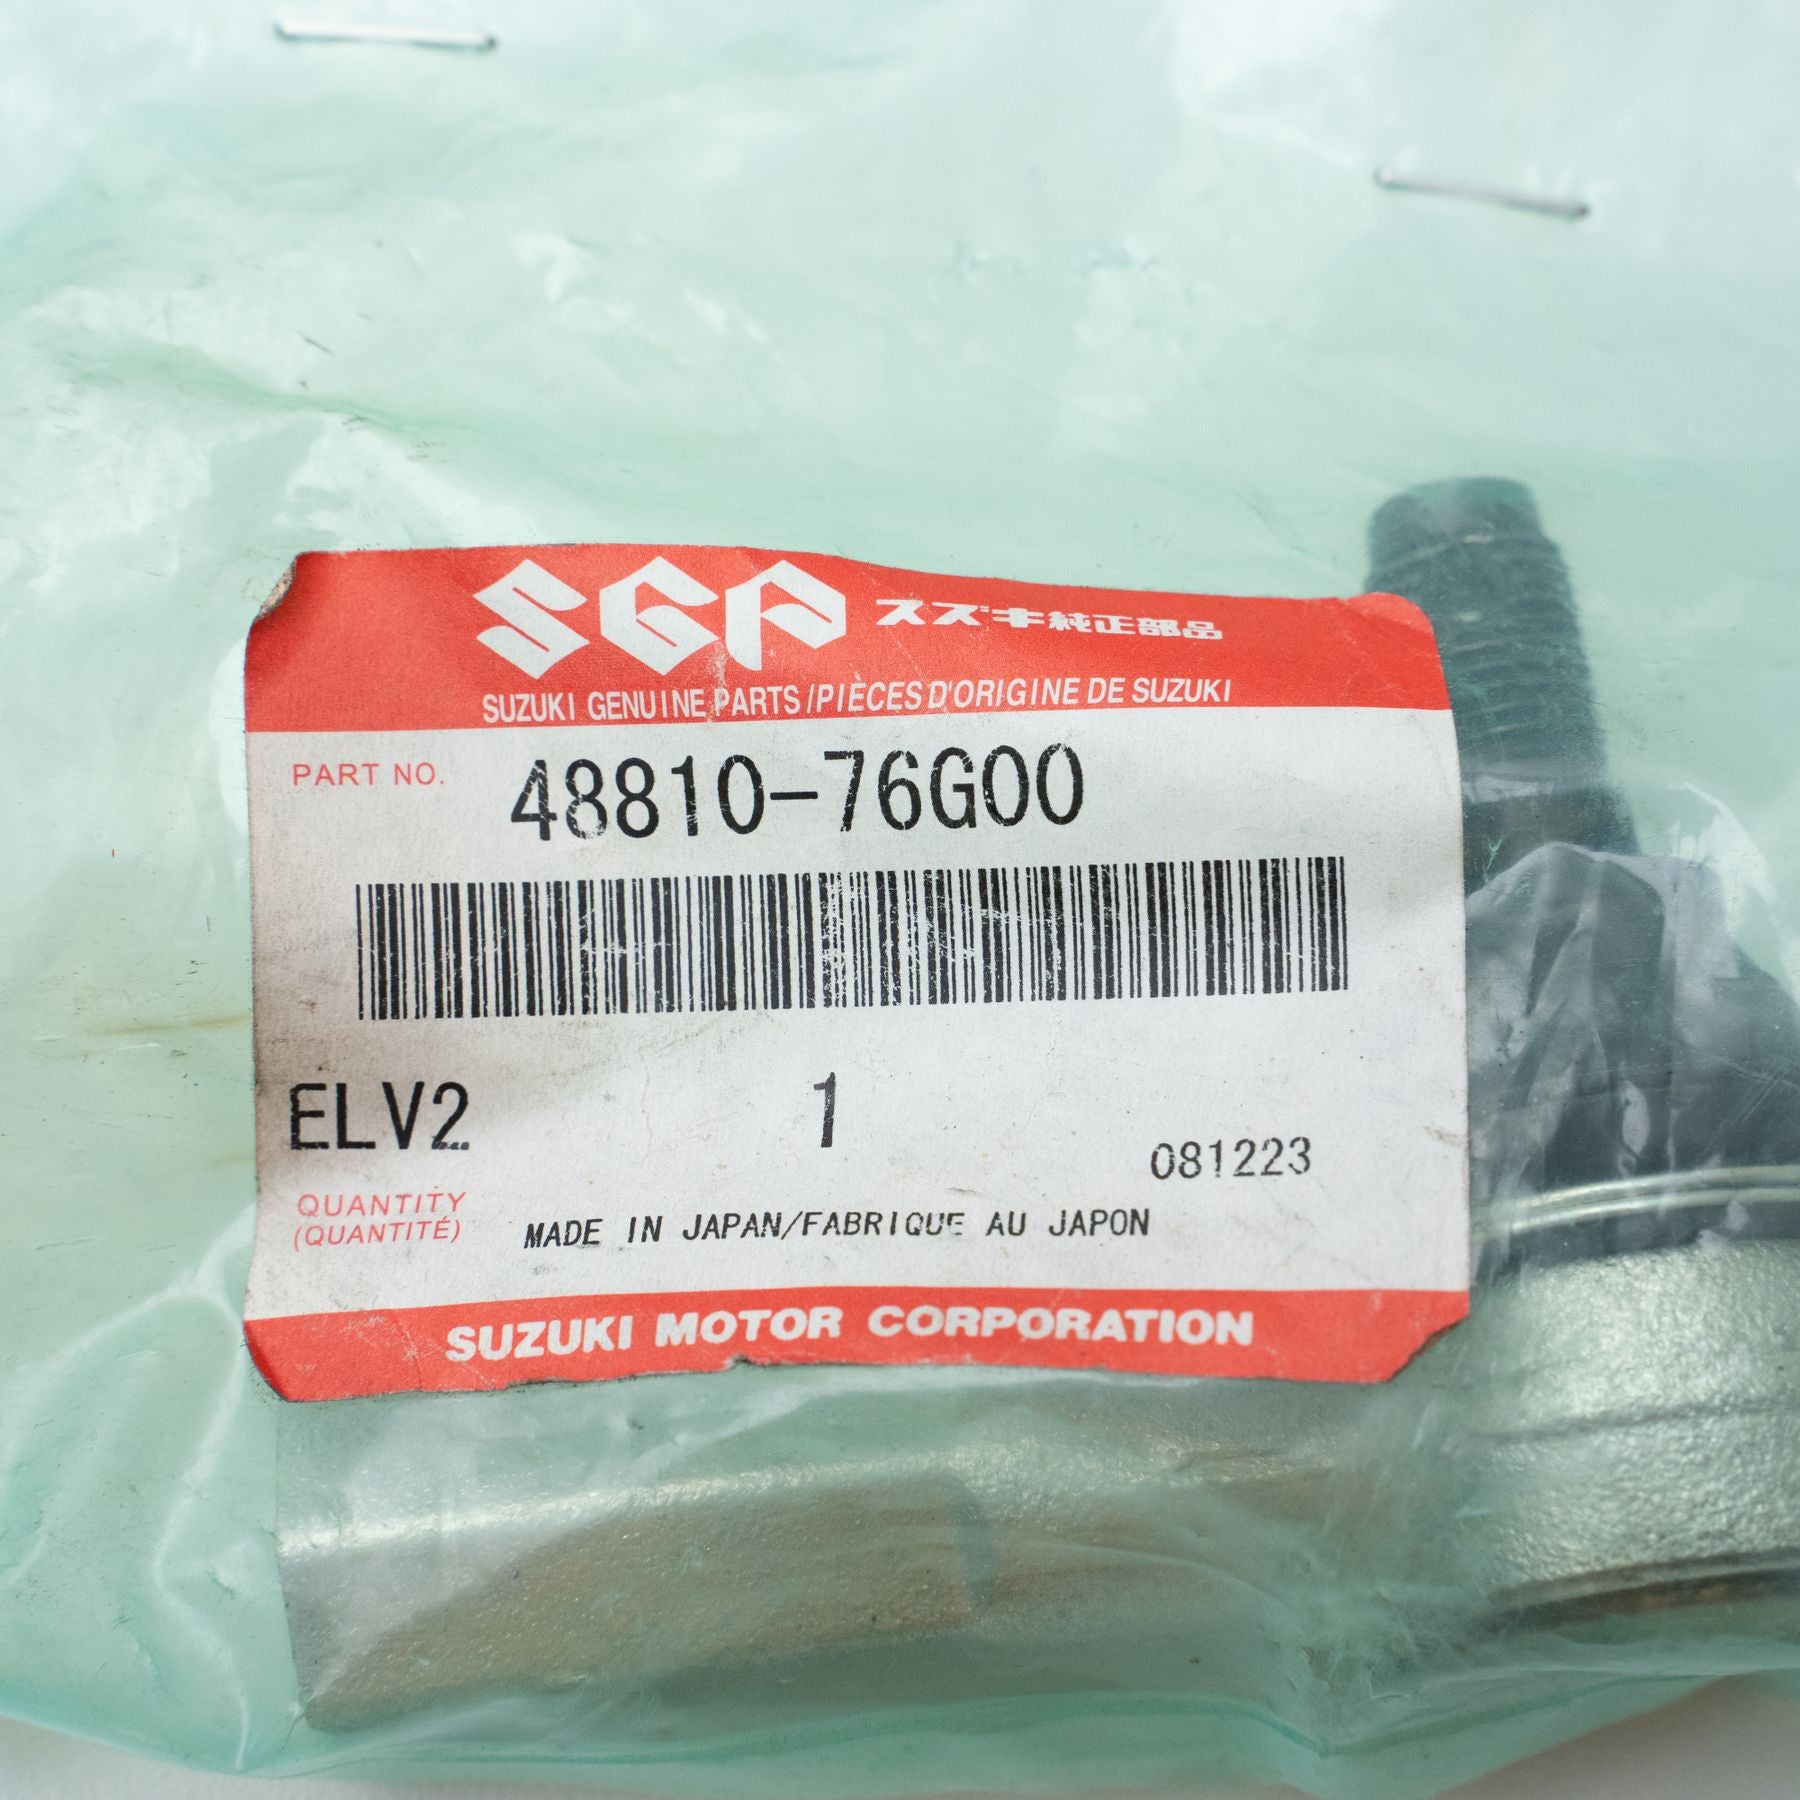 SGP スズキ純正部品
SUZUKI GENUINE PARTS/PIÈCES D'ORIGINE DE SUZUKI
PART NO. 48810-76G00
ELV2 1 081223
QUANTITY
(QUANTITÉ)
MADE IN JAPAN/FABRIQUE AU JAPON
SUZUKI MOTOR CORPORATION